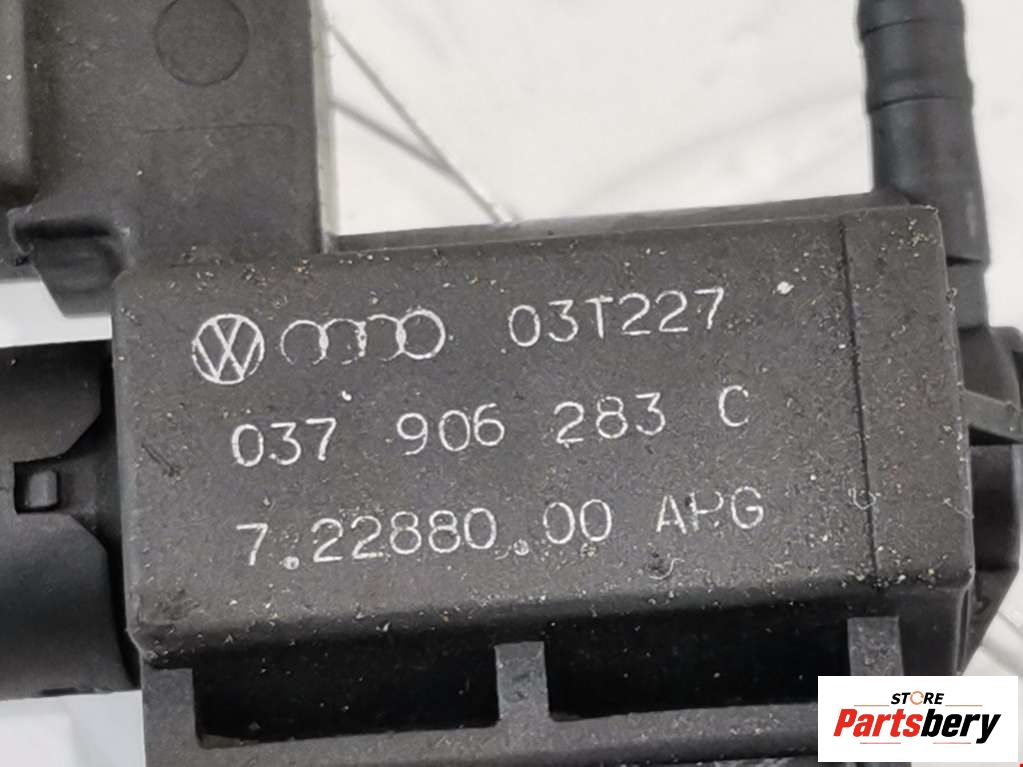 03T227
037 906 283 C
7.22880.00 APG
STORE
Partsbery